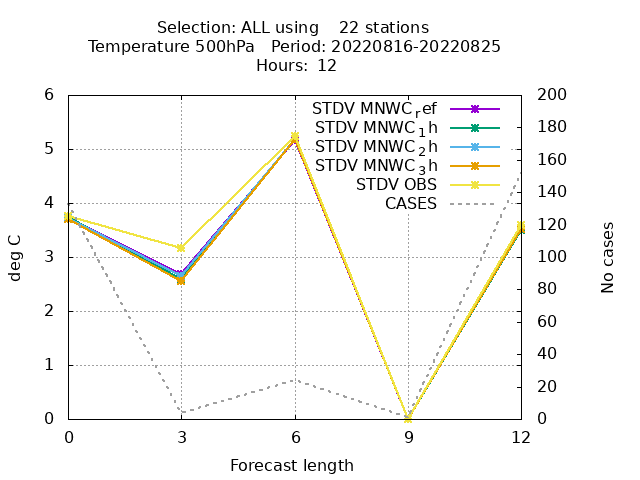 Selection: ALL using    22 stations
Temperature 500hPa   Period: 20220816-20220825
Hours: 12
STDV MNWC_ref
STDV MNWC_1h
STDV MNWC_2h
STDV MNWC_3h
STDV OBS
CASES
6
5
4
3
2
1
0
deg C
200
180
160
140
120
100
80
60
40
20
0
No cases
0 3 6 9 12
Forecast length